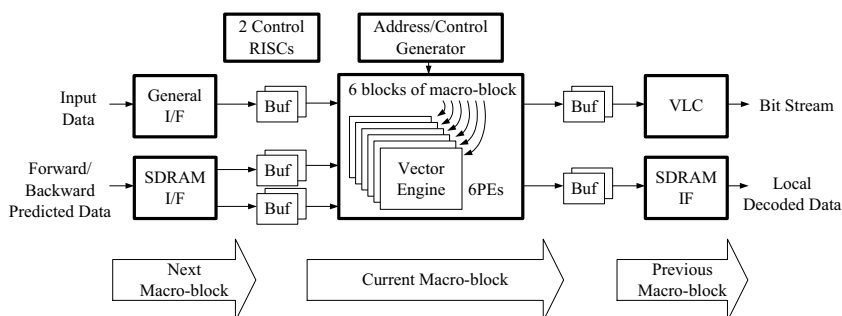 2 Control
RISCs
Address/Control
Generator
Input
Data
General
I/F
Buf
6 blocks of macro-block
Buf
VLC
Bit Stream
Forward/
Backward
Predicted Data
SDRAM
I/F
Buf
Buf
Vector
Engine
6PEs
Buf
SDRAM
IF
Local
Decoded Data
Next
Macro-block
Current Macro-block
Previous
Macro-block